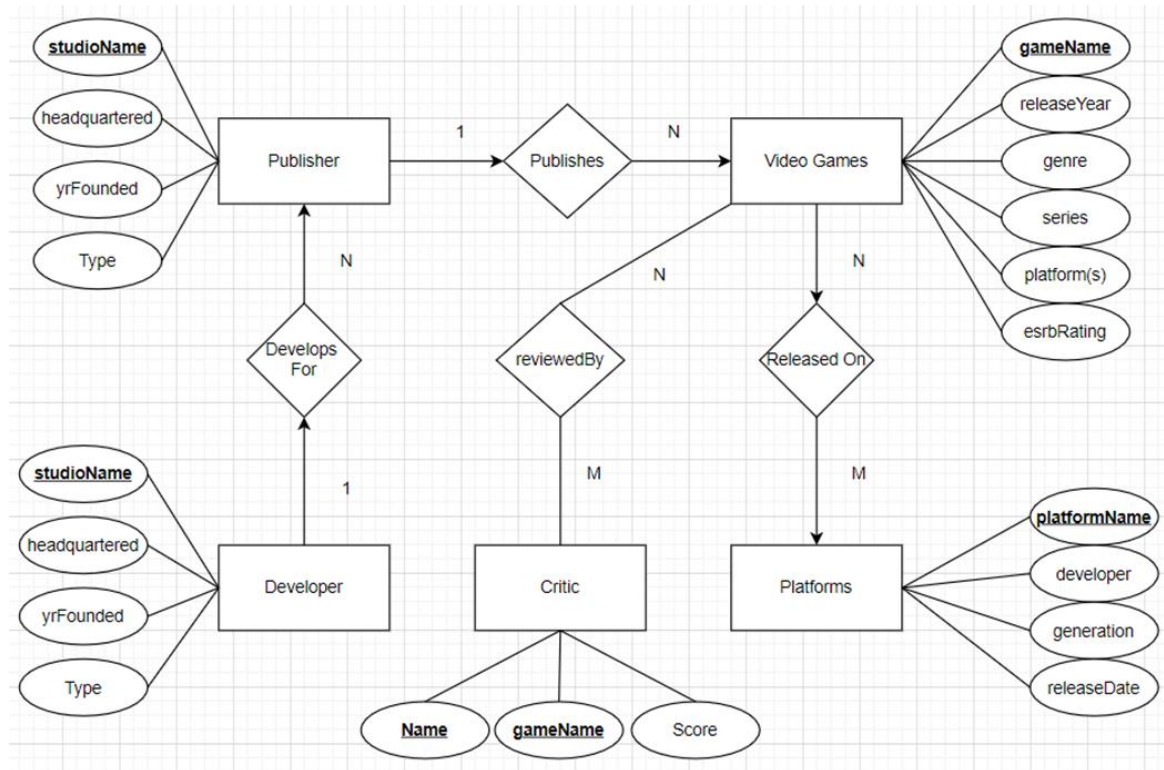 studioName
headquartered
yrFounded
Type
Publisher
1
Publishes
N
Video Games
gameName
releaseYear
genre
series
platform(s)
esrbRating
N
N
N
Develops
For
reviewedBy
Released On
1
M
M
studioName
headquartered
yrFounded
Type
Developer
Critic
Platforms
platformName
developer
generation
releaseDate
Name
gameName
Score